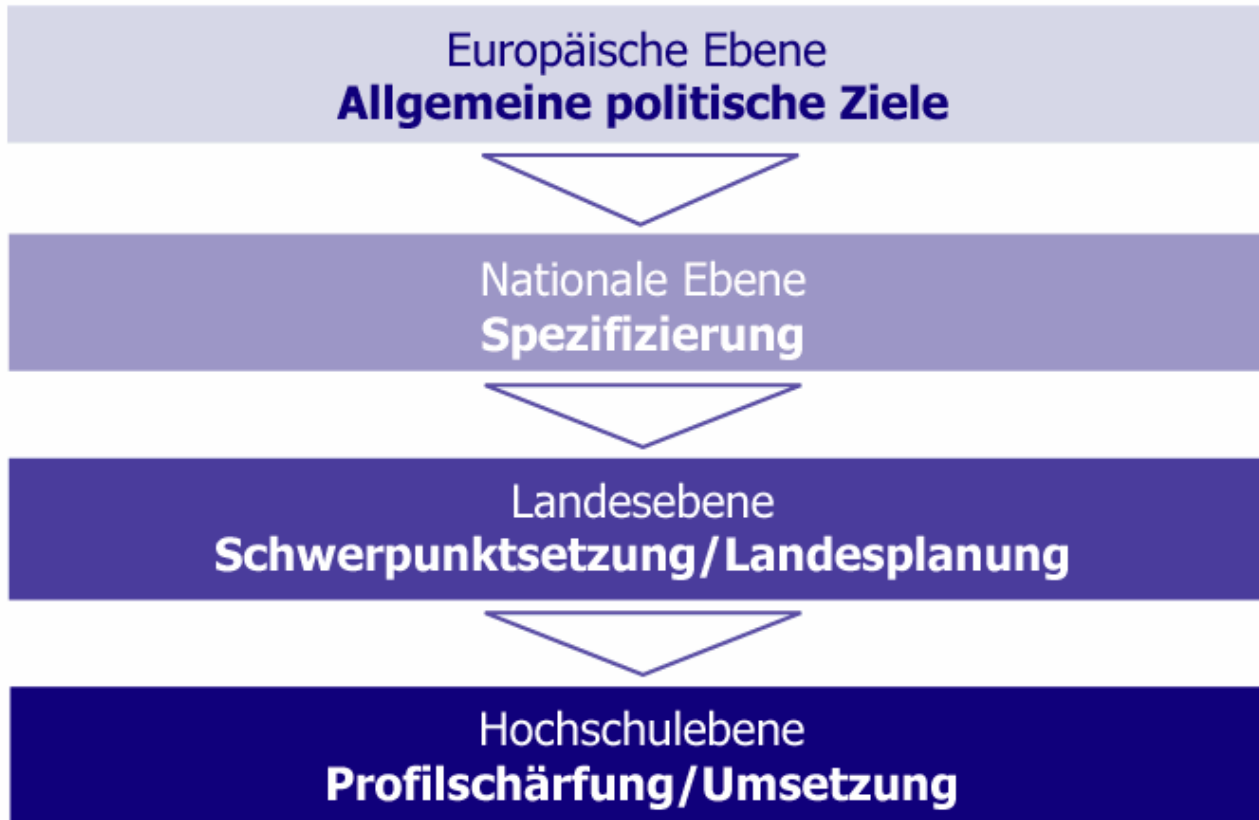 Europäische Ebene
Allgemeine politische Ziele
Nationale Ebene
Spezifizierung
Landesebene
Schwerpunktsetzung/Landesplanung
Hochschulebene
Profilschärfung/Umsetzung